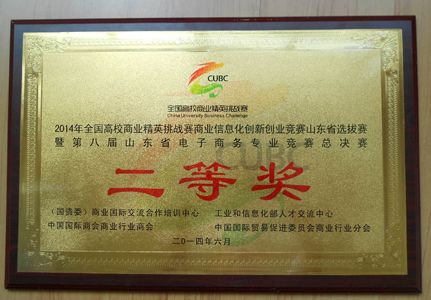 CUBC
全国高校商业精英挑战赛
China University Business Challenge
2014年全国高校商业精英挑战赛商业信息化创新创业竞赛山东省选拔赛
暨第八届山东省电子商务专业竞赛总决赛
二等奖
(国资委)商业国际交流合作培训中心 工业和信息化部人才交流中心
中国国际商会商业行业商会 中国国际贸易促进委员会商业行业分会
二〇一四年六月